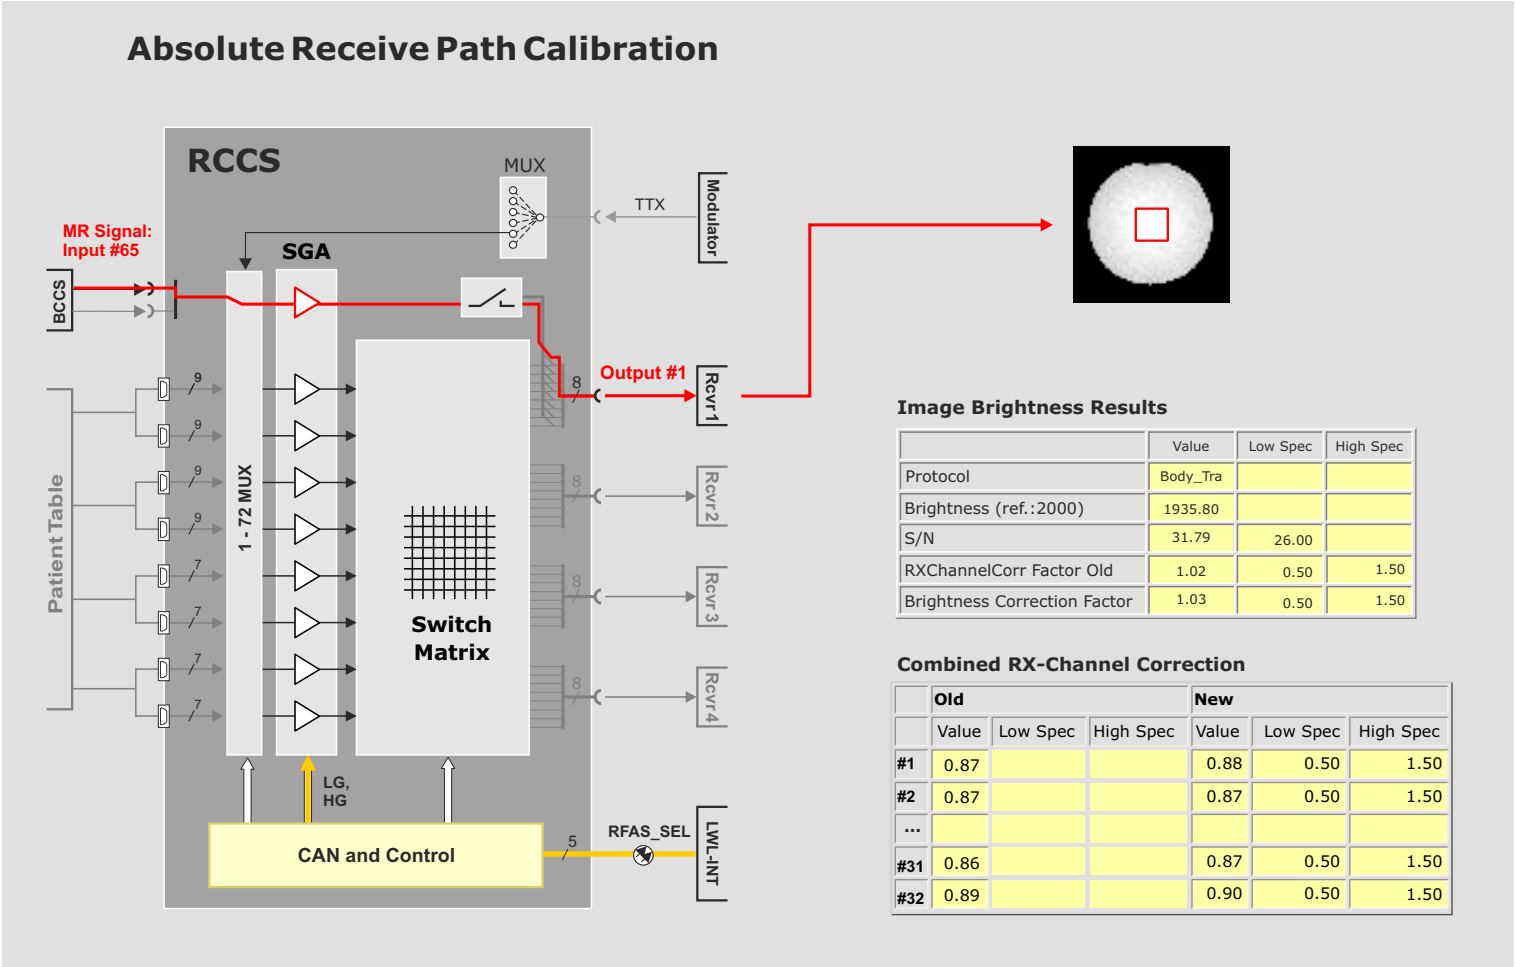 Absolute Receive Path Calibration
RCCS
MUX
TTX
Modulator
MR Signal:
Input #65
SGA
BCCS
Output #1
8
Rcvr1
9
9
9
9
7
7
7
7
Patient Table
1 - 72 MUX
Switch
Matrix
8
Rcvr2
8
Rcvr3
8
Rcvr4
LG,
HG
CAN and Control
5
RFAS_SEL
LWL-INT
Image Brightness Results
Value Low Spec High Spec
Protocol Body_Tra
Brightness (ref.:2000) 1935.80
S/N 31.79 26.00
RXChannelCorr Factor Old 1.02 0.50 1.50
Brightness Correction Factor 1.03 0.50 1.50
Combined RX-Channel Correction
Old New
Value Low Spec High Spec Value Low Spec High Spec
#1 0.87 0.88 0.50 1.50
#2 0.87 0.87 0.50 1.50
...
#31 0.86 0.87 0.50 1.50
#32 0.89 0.90 0.50 1.50